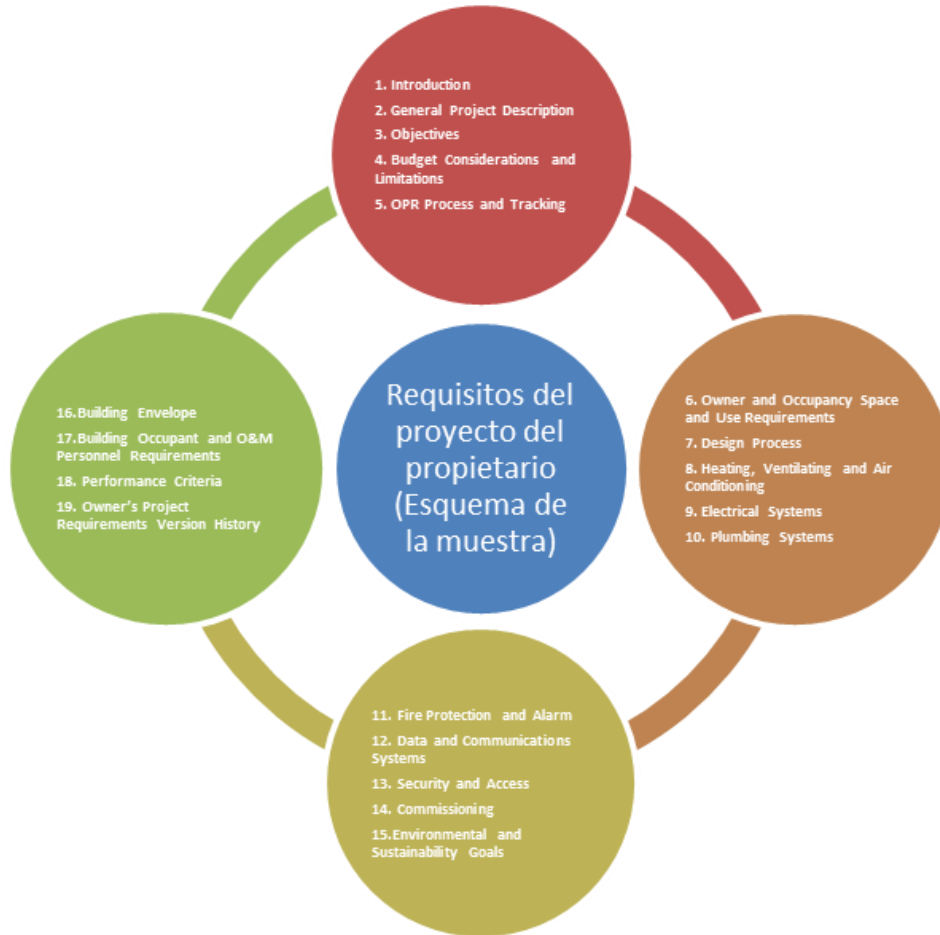 1. Introduction
2. General Project Description
3. Objectives
4. Budget Considerations and
Limitations
5. OPR Process and Tracking
6. Owner and Occupancy Space
and Use Requirements
7. Design Process
8. Heating, Ventilating and Air
Conditioning
9. Electrical Systems
10. Plumbing Systems
11. Fire Protection and Alarm
12. Data and Communications
Systems
13. Security and Access
14. Commissioning
15.Environmental and
Sustainability Goals
16.Building Envelope
17.Building Occupant and O&M
Personnel Requirements
18. Performance Criteria
19. Owner's Project
Requirements Version History
Requisitos del
proyecto del
propietario
(Esquema de
la muestra)